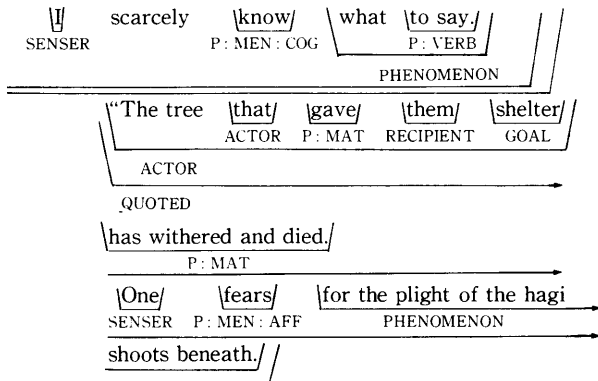 I scarcely know what to say.
SENSER P : MEN : COG P : VERB
PHENOMENON
“The tree that gave them shelter
ACTOR P : MAT RECIPIENT GOAL
ACTOR
QUOTED
has withered and died.
P : MAT
One fears for the plight of the hagi
SENSER P : MEN : AFF PHENOMENON
shoots beneath.